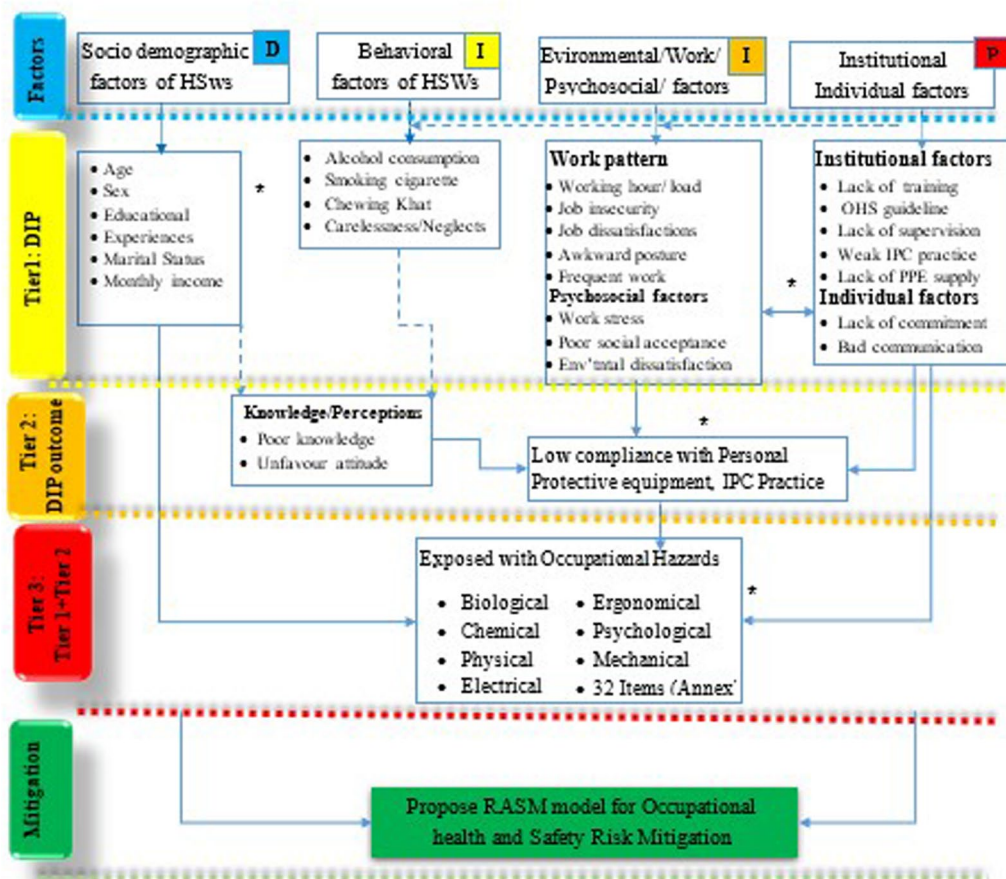 Factors
Socio demographic
factors of HSws
D
Behavioral
factors of HSWs
I
Evironmental/Work/
Psychosocial/ factors
I
Institutional
Individual factors
P
Tier1: DIP
• Age
• Sex
• Educational
• Experiences
• Marital Status
• Monthly income
*
• Alcohol consumption
• Smoking cigarette
• Chewing Khat
• Carelessness/Neglects
Work pattern
• Working hour/ load
• Job insecurity
• Job dissatisfactions
• Awkward posture
• Frequent work
Psychosocial factors
• Work stress
• Poor social acceptance
• Env'tntal dissatisfaction
*
Institutional factors
• Lack of training
• OHS guideline
• Lack of supervision
• Weak IPC practice
• Lack of PPE supply
Individual factors
• Lack of commitment
• Bad communication
Tier 2:
DIP outcome
Knowledge/Perceptions
• Poor knowledge
• Unfavour attitude
*
Low compliance with Personal
Protective equipment, IPC Practice
Tier 3:
Tier 1+Tier 2
Exposed with Occupational Hazards
• Biological
• Chemical
• Physical
• Electrical
• Ergonomical
• Psychological
• Mechanical
• 32 Items (Annex'
*
Mitigation
Propose RASM model for Occupational
health and Safety Risk Mitigation